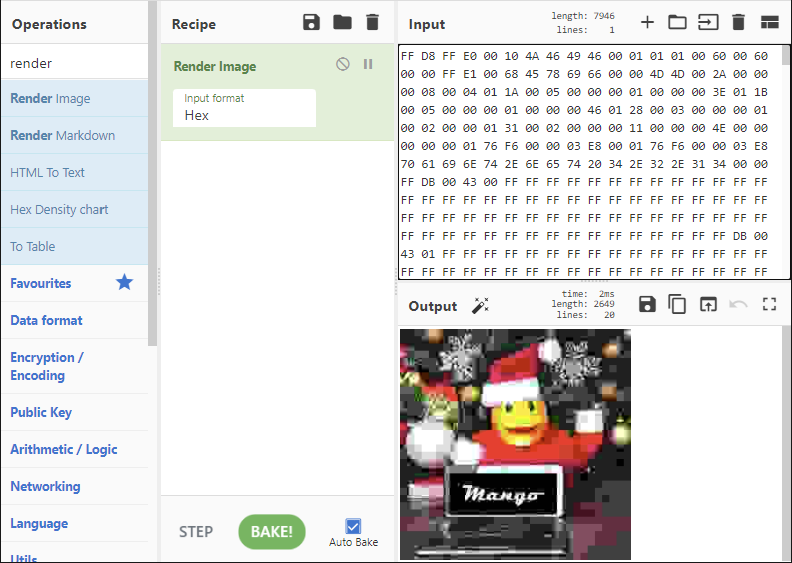 Operations
render
Render Image
Render Markdown
HTML To Text
Hex Density chart
To Table
Favourites
Data format
Encryption /
Encoding
Public Key
Arithmetic / Logic
Networking
Language
Utils
Recipe
Render Image
Input format
Hex
STEP
BAKE!
Auto Bake
Input
length: 7946
lines: 1
FF D8 FF E0 00 10 4A 46 49 46 00 01 01 01 00 60 00 60
00 00 FF E1 00 68 45 78 69 66 00 00 4D 4D 00 2A 00 00
00 08 00 04 01 1A 00 05 00 00 00 01 00 00 00 3E 01 1B
00 05 00 00 00 01 00 00 00 46 01 28 00 03 00 00 00 01
00 02 00 00 01 31 00 02 00 00 00 11 00 00 00 4E 00 00
00 00 00 01 76 F6 00 00 03 E8 00 01 76 F6 00 00 03 E8
70 61 69 6E 74 2E 6E 65 74 20 34 2E 32 2E 31 34 00 00
FF DB 00 43 00 FF FF FF FF FF FF FF FF FF FF FF FF FF
FF FF FF FF FF FF FF FF FF FF FF FF FF FF FF FF FF FF
FF FF FF FF FF FF FF FF FF FF FF FF FF FF FF FF FF FF
FF FF FF FF FF FF FF FF FF FF FF FF FF FF FF FF DB 00
43 01 FF FF FF FF FF FF FF FF FF FF FF FF FF FF FF FF
FF FF FF FF FF FF FF FF FF FF FF FF FF FF FF FF FF FF
Output
time: 2ms
length: 2649
lines: 20
Mango